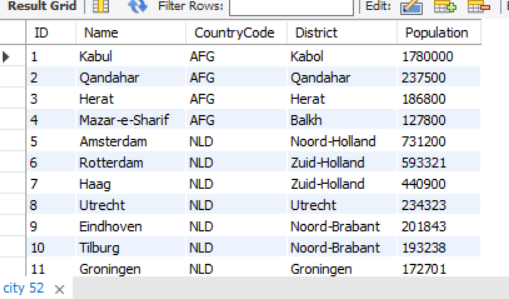 Result Grid Filter Rows: Edit:
ID Name CountryCode District Population
1 Kabul AFG Kabol 1780000
2 Qandahar AFG Qandahar 237500
3 Herat AFG Herat 186800
4 Mazar-e-Sharif AFG Balkh 127800
5 Amsterdam NLD Noord-Holland 731200
6 Rotterdam NLD Zuid-Holland 593321
7 Haag NLD Zuid-Holland 440900
8 Utrecht NLD Utrecht 234323
9 Eindhoven NLD Noord-Brabant 201843
10 Tilburg NLD Noord-Brabant 193238
11 Groningen NLD Groningen 172701
city 52